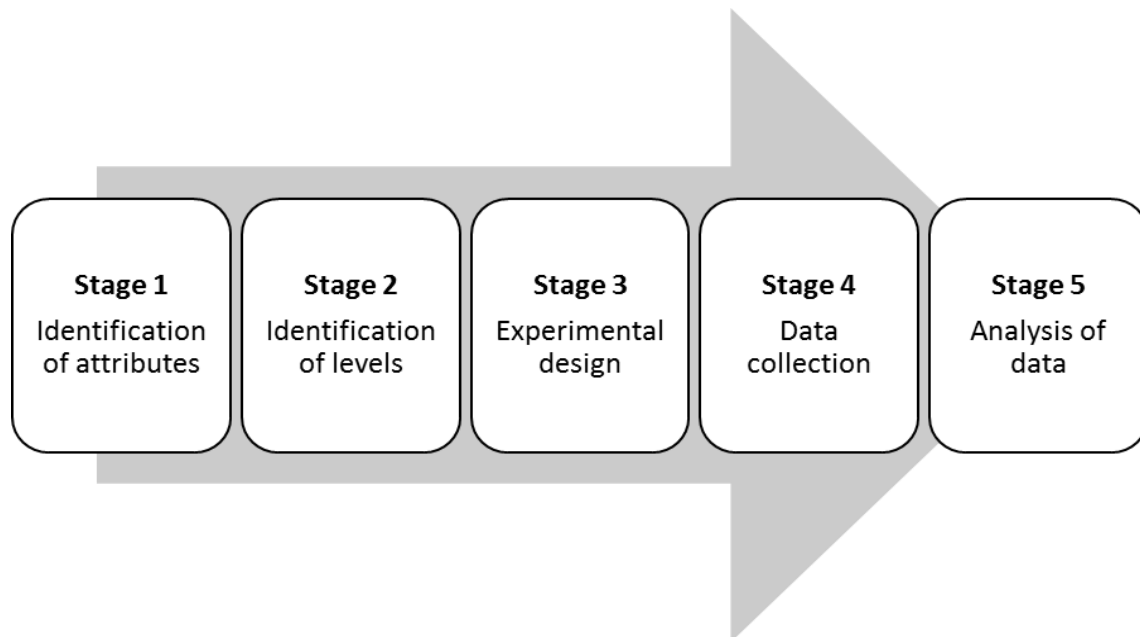 Stage 1
Identification
of attributes
Stage 2
Identification
of levels
Stage 3
Experimental
design
Stage 4
Data
collection
Stage 5
Analysis of
data